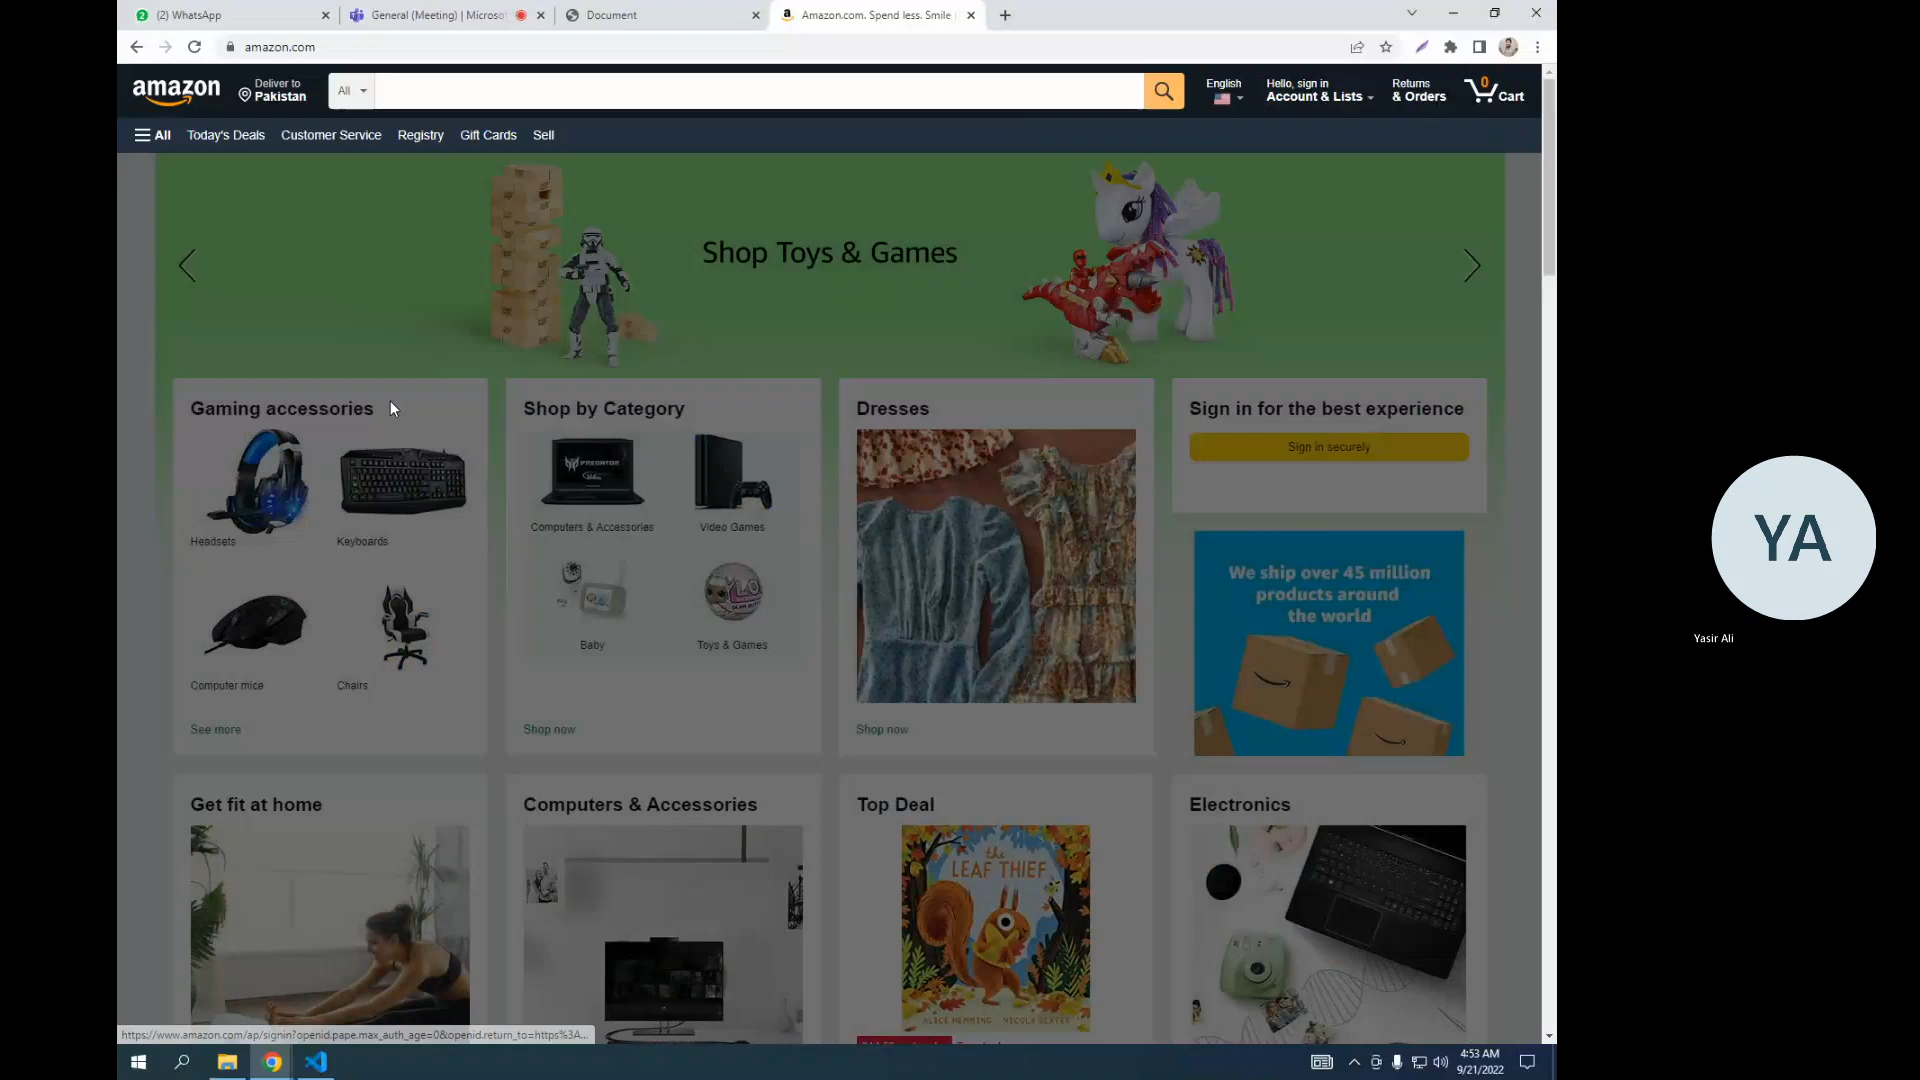 (2) WhatsApp
General (Meeting) | Microso
Document
Amazon.com. Spend less. Smile
amazon.com
amazon
Deliver to
Pakistan
All
English
Hello, sign in
Account & Lists
Returns
& Orders
0
Cart
All
Today's Deals
Customer Service
Registry
Gift Cards
Sell
Shop Toys & Games
Gaming accessories
Headsets
Keyboards
Computer mice
Chairs
See more
Shop by Category
PREDATOR
Computers & Accessories
Video Games
Baby
Toys & Games
Shop now
Dresses
Shop now
Sign in for the best experience
Sign in securely
We ship over 45 million
products around
the world
Get fit at home
Computers & Accessories
Top Deal
the
LEAF THIEF
ALICE HEMMING
NICOLA SLATER
Electronics
YA
Yasir Ali
https://www.amazon.com/ap/signin?openid.pape.max_auth_age=0&openid.return_to=https%3A...
4:53 AM
9/21/2022